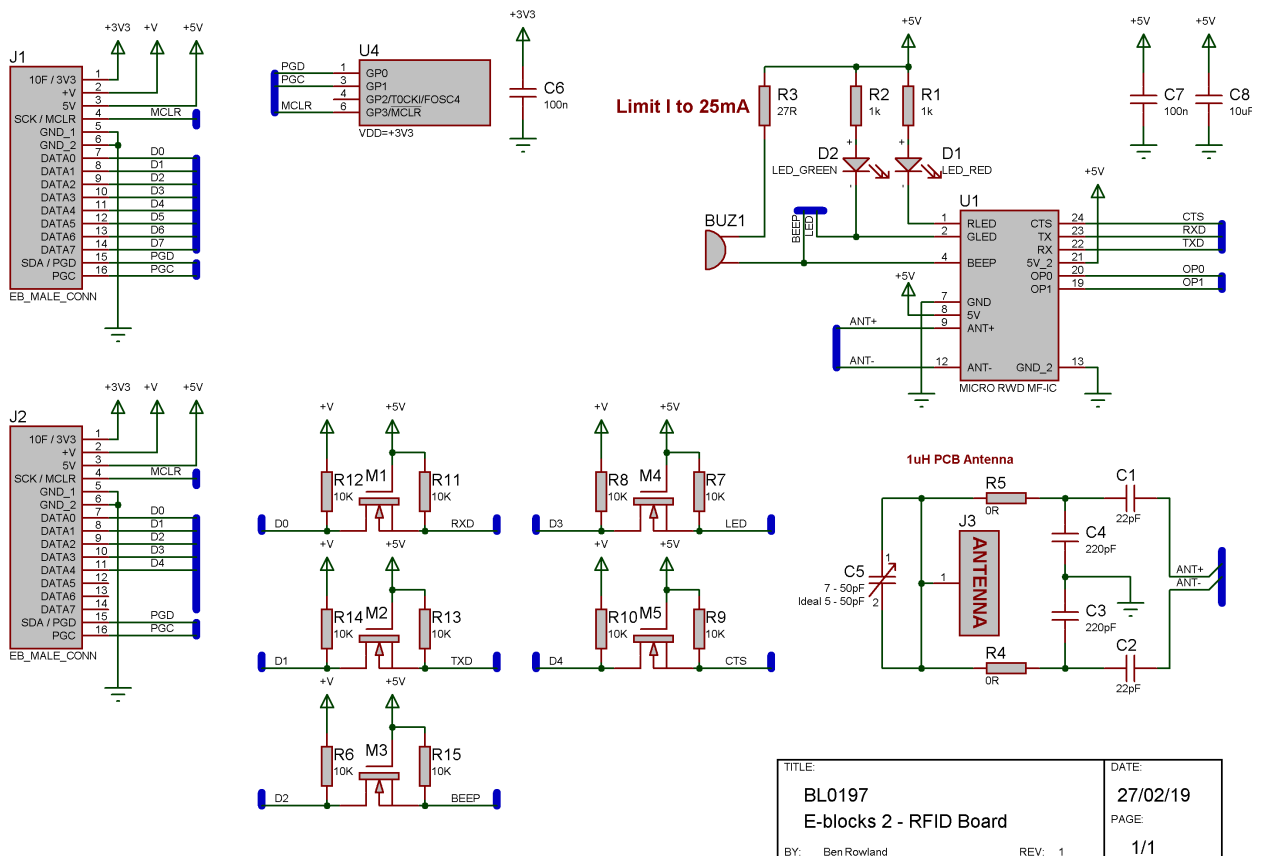 J1
+3V3
+V
+5V
10F / 3V3 1
+V 2
5V 3
SCK / MCLR 4 MCLR
GND_1 5
GND_2 6
DATA0 7 D0
DATA1 8 D1
DATA2 9 D2
DATA3 10 D3
DATA4 11 D4
DATA5 12 D5
DATA6 13 D6
DATA7 14 D7
SDA / PGD 15 PGD
PGC 16 PGC
EB_MALE_CONN
U4
PGD 1 GP0
PGC 3 GP1
4 GP2/T0CKI/FOSC4
MCLR 6 GP3/MCLR
VDD=+3V3
+3V3
C6
100n
Limit I to 25mA
+5V
R3
27R
R2
1k
R1
1k
+
D2
LED_GREEN
-
+
D1
LED_RED
-
BUZ1
BEEP
LED
U1
1 RLED
2 GLED
4 BEEP
7 GND
8 5V
9 ANT+
12 ANT-
+5V
ANT+
ANT-
CTS 24 CTS
TX 23 RXD
RX 22 TXD
5V_2 21
OP0 20 OP0
OP1 19 OP1
GND_2 13
MICRO RWD MF-IC
+5V
+5V
C7
100n
+5V
C8
10uF
J2
+3V3
+V
+5V
10F / 3V3 1
+V 2
5V 3
SCK / MCLR 4 MCLR
GND_1 5
GND_2 6
DATA0 7 D0
DATA1 8 D1
DATA2 9 D2
DATA3 10 D3
DATA4 11 D4
DATA5 12
DATA6 13
DATA7 14
SDA / PGD 15 PGD
PGC 16 PGC
EB_MALE_CONN
+V
+5V
R12
10K
M1
R11
10K
D0
RXD
+V
+5V
R8
10K
M4
R7
10K
D3
LED
+V
+5V
R14
10K
M2
R13
10K
D1
TXD
+V
+5V
R10
10K
M5
R9
10K
D4
CTS
+V
+5V
R6
10K
M3
R15
10K
D2
BEEP
1uH PCB Antenna
R5
0R
C1
22pF
J3
ANTENNA
1
C4
220pF
C5
7 - 50pF
Ideal 5 - 50pF
1
2
C3
220pF
R4
0R
C2
22pF
ANT+
ANT-
TITLE:
BL0197
E-blocks 2 - RFID Board
BY: Ben Rowland
REV: 1
DATE:
27/02/19
PAGE:
1/1